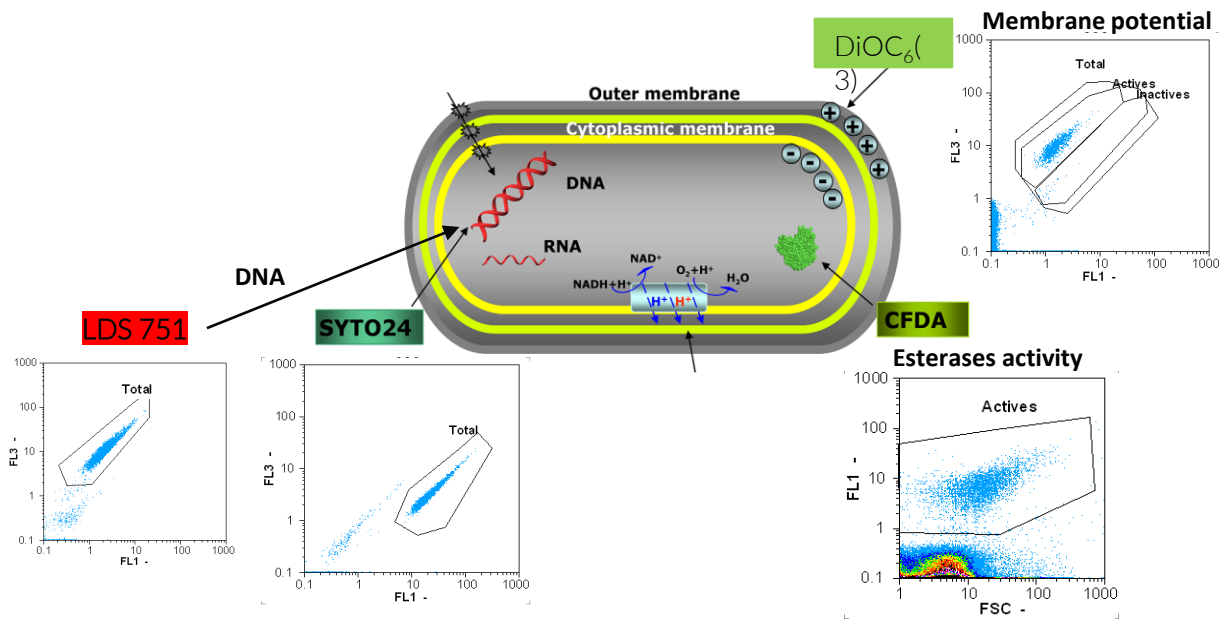 Membrane potential
DiOC6(
3)
1000
100
10
1
0.1
FL3 -
Total
Actives
Inactives
0.1
1
10
100
1000
FL1 -
Outer membrane
Cytoplasmic membrane
+
+
+
+
-
-
-
-
DNA
RNA
NAD+
NADH+H+
O2+H+
H2O
H+
H+
DNA
LDS 751
SYTO24
CFDA
Esterases activity
1000
100
10
1
0.1
FL3 -
Total
0.1
1
10
100
1000
FL1 -
1000
100
10
1
0.1
FL3 -
Total
0.1
1
10
100
1000
FL1 -
1000
100
10
1
0.1
FL1 -
Actives
1
10
100
1000
FSC -